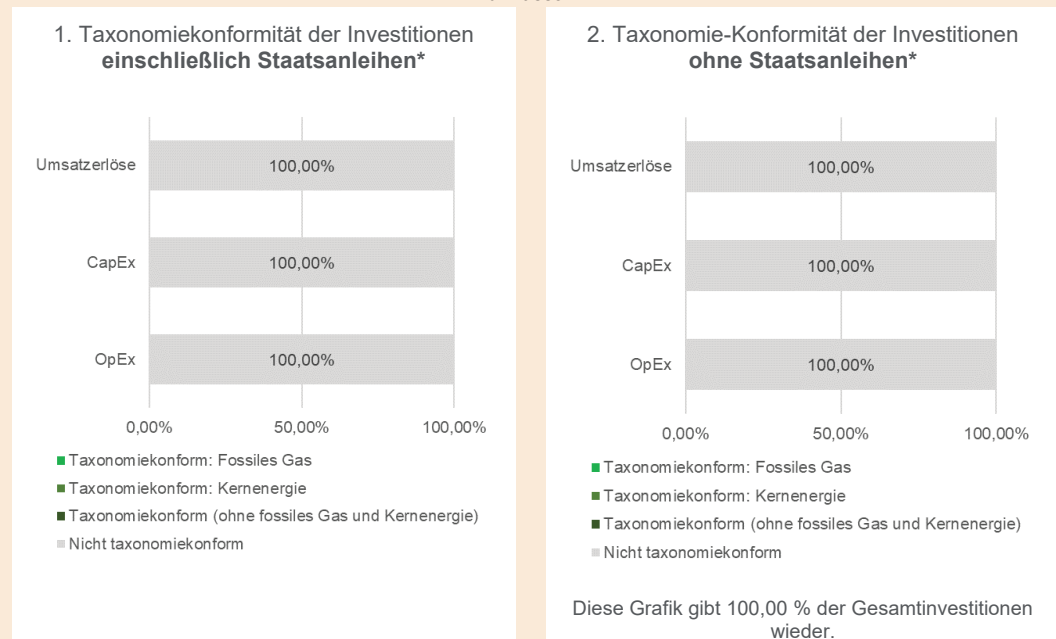 1. Taxonomiekonformität der Investitionen
einschließlich Staatsanleihen*
Umsatzerlöse
100,00%
CapEx
100,00%
OpEx
100,00%
0,00%
50,00%
100,00%
Taxonomiekonform: Fossiles Gas
Taxonomiekonform: Kernenergie
Taxonomiekonform (ohne fossiles Gas und Kernenergie)
Nicht taxonomiekonform
2. Taxonomie-Konformität der Investitionen
ohne Staatsanleihen*
Umsatzerlöse
100,00%
CapEx
100,00%
OpEx
100,00%
0,00%
50,00%
100,00%
Taxonomiekonform: Fossiles Gas
Taxonomiekonform: Kernenergie
Taxonomiekonform (ohne fossiles Gas und Kernenergie)
Nicht taxonomiekonform
Diese Grafik gibt 100,00 % der Gesamtinvestitionen
wieder.